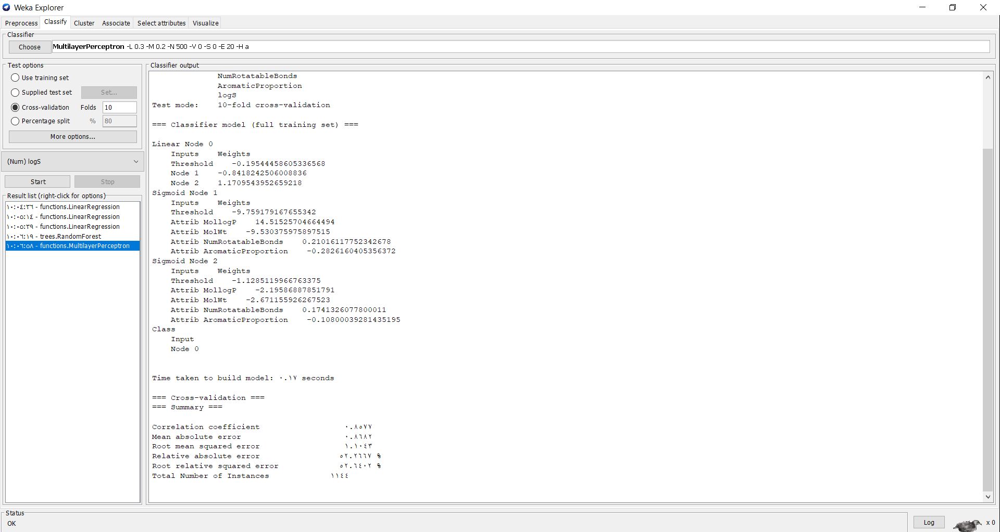 Weka Explorer
Preprocess Classify Cluster Associate Select attributes Visualize
Classifier
Choose MultilayerPerceptron -L 0.3 -M 0.2 -N 500 -V 0 -S 0 -E 20 -H a
Test options
Use training set
Supplied test set Set...
Cross-validation Folds 10
Percentage split % 80
More options...
(Num) logS
Start Stop
Result list (right-click for options)
١٠:٠٤:٣٦ - functions.LinearRegression
١٠:٠٥:١٤ - functions.LinearRegression
١٠:٠٥:٣٩ - functions.LinearRegression
١٠:٠٦:١٩ - trees.RandomForest
١٠:٠٦:٥٨ - functions.MultilayerPerceptron
Classifier output
NumRotatableBonds
AromaticProportion
logS
Test mode: 10-fold cross-validation
=== Classifier model (full training set) ===
Linear Node 0
Inputs Weights
Threshold -0.19544458605336568
Node 1 -0.8418242506008836
Node 2 1.1709543952659218
Sigmoid Node 1
Inputs Weights
Threshold -9.759179167655342
Attrib MollogP 14.51525704664494
Attrib MolWt -9.530375975897515
Attrib NumRotatableBonds 0.21016117752342678
Attrib AromaticProportion -0.2826160405356372
Sigmoid Node 2
Inputs Weights
Threshold -1.1285119966763375
Attrib MollogP -2.19586887851791
Attrib MolWt -2.671155926267523
Attrib NumRotatableBonds 0.1741326077800011
Attrib AromaticProportion -0.10800039281435195
Class
Input
Node 0
Time taken to build model: ٠.١٧ seconds
=== Cross-validation ===
=== Summary ===
Correlation coefficient ٠.٨٥٧٧
Mean absolute error ٠.٨٦٨٢
Root mean squared error ١.١٠٤٣
Relative absolute error ٥٢.٢٦٦٧ %
Root relative squared error ٥٢.٦٤٠٢ %
Total Number of Instances ١١٤٤
Status
OK
Log x 0